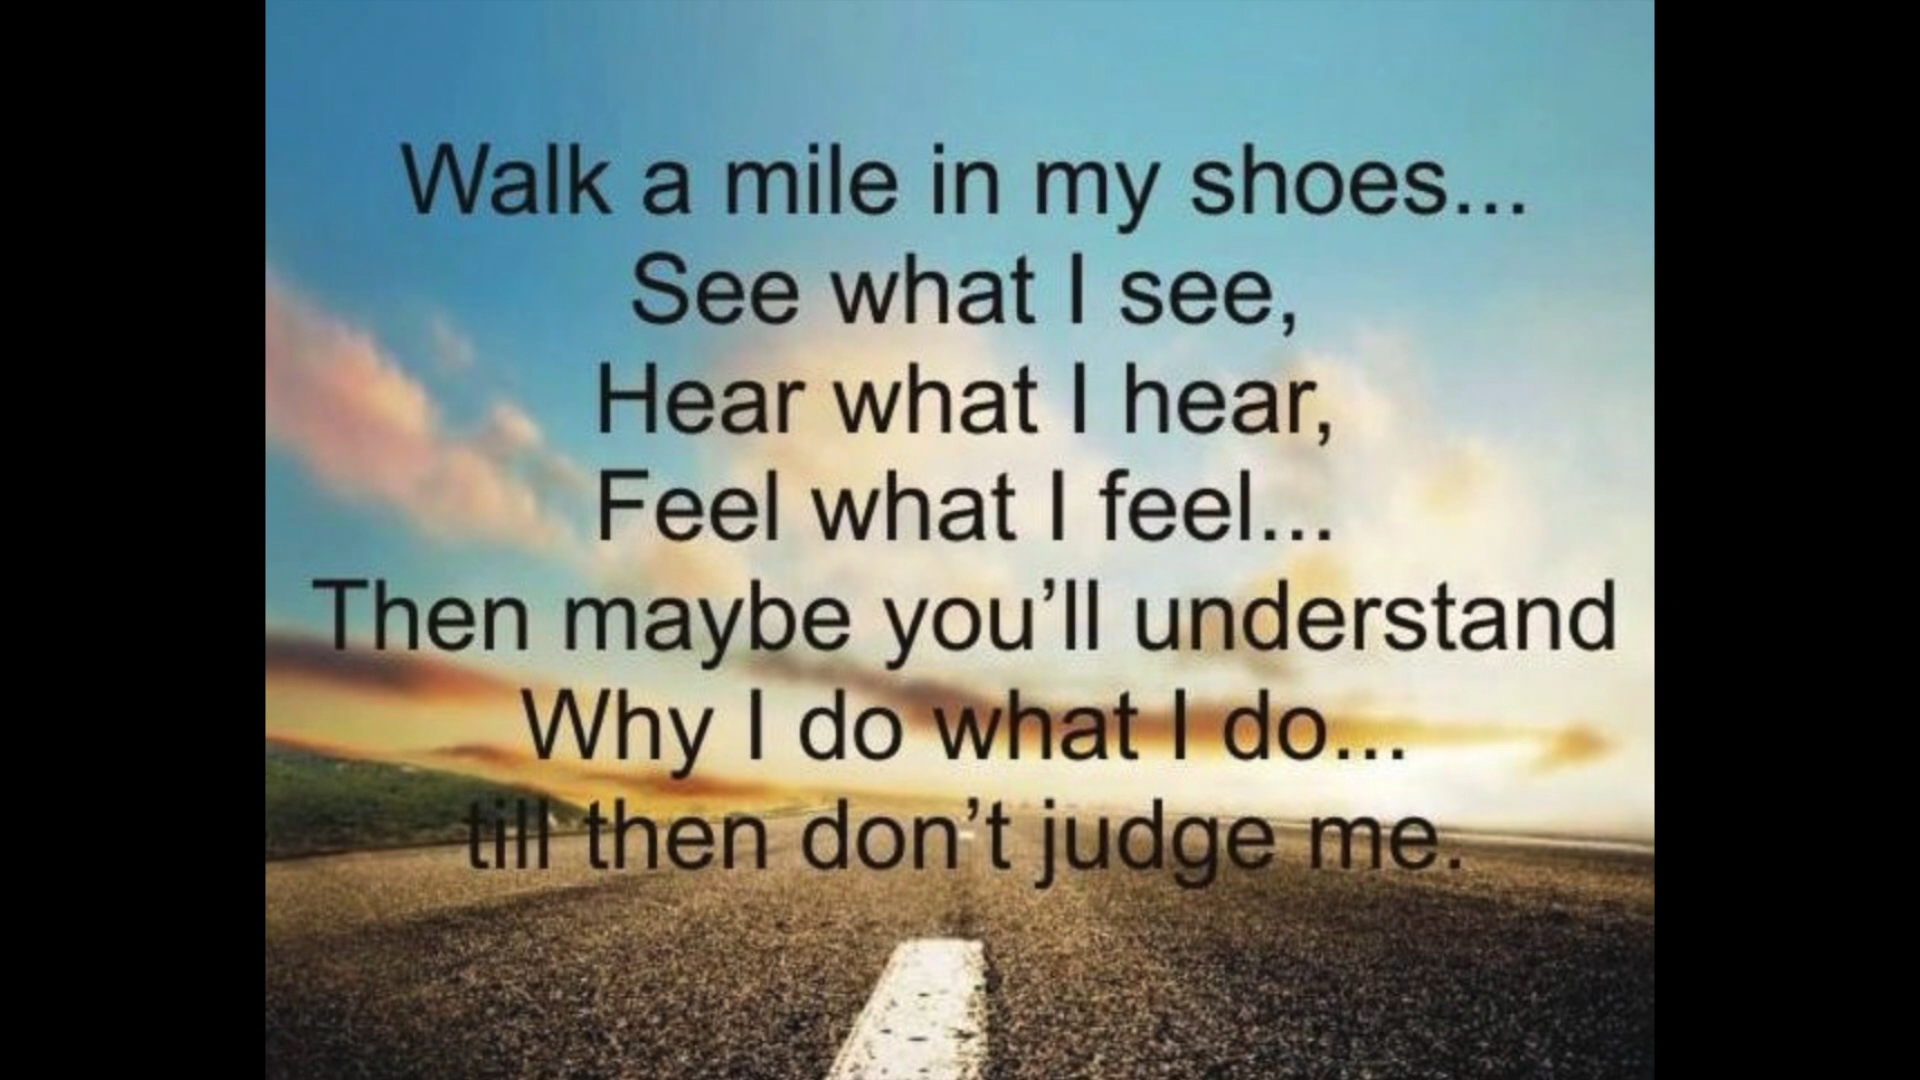 Walk a mile in my shoes...
See what I see,
Hear what I hear,
Feel what I feel...
Then maybe you’ll understand
Why I do what I do...
till then don’t judge me.